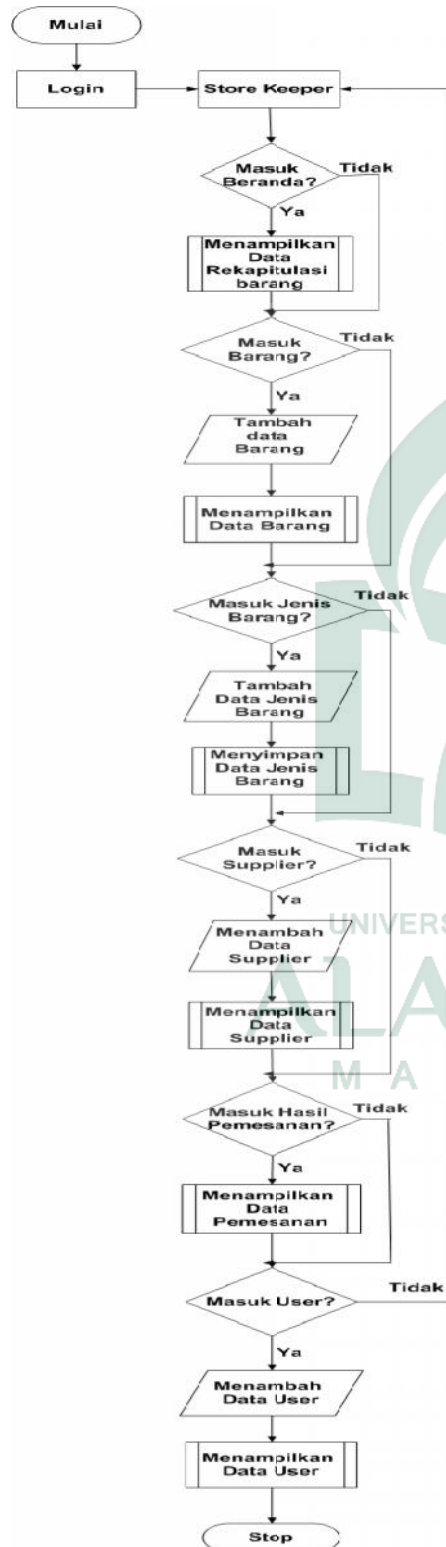 Mulai
Login
Store Keeper
Masuk
Beranda?
Tidak
Ya
Menampilkan
Data
Rekapitulasi
barang
Masuk
Barang?
Tidak
Ya
Tambah
data
Barang
Menampilkan
Data Barang
Masuk Jenis
Barang?
Tidak
Ya
Tambah
Data Jenis
Barang
Menyimpan
Data Jenis
Barang
Masuk
Supplier?
Tidak
Ya
Menambah
Data
Supplier
UNIVERS
ALA
M A
Menampilkan
Data
Supplier
Masuk Hasil
Pemesanan?
Tidak
Ya
Menampilkan
Data
Pemesanan
Masuk User?
Tidak
Ya
Menambah
Data User
Menampilkan
Data User
Stop